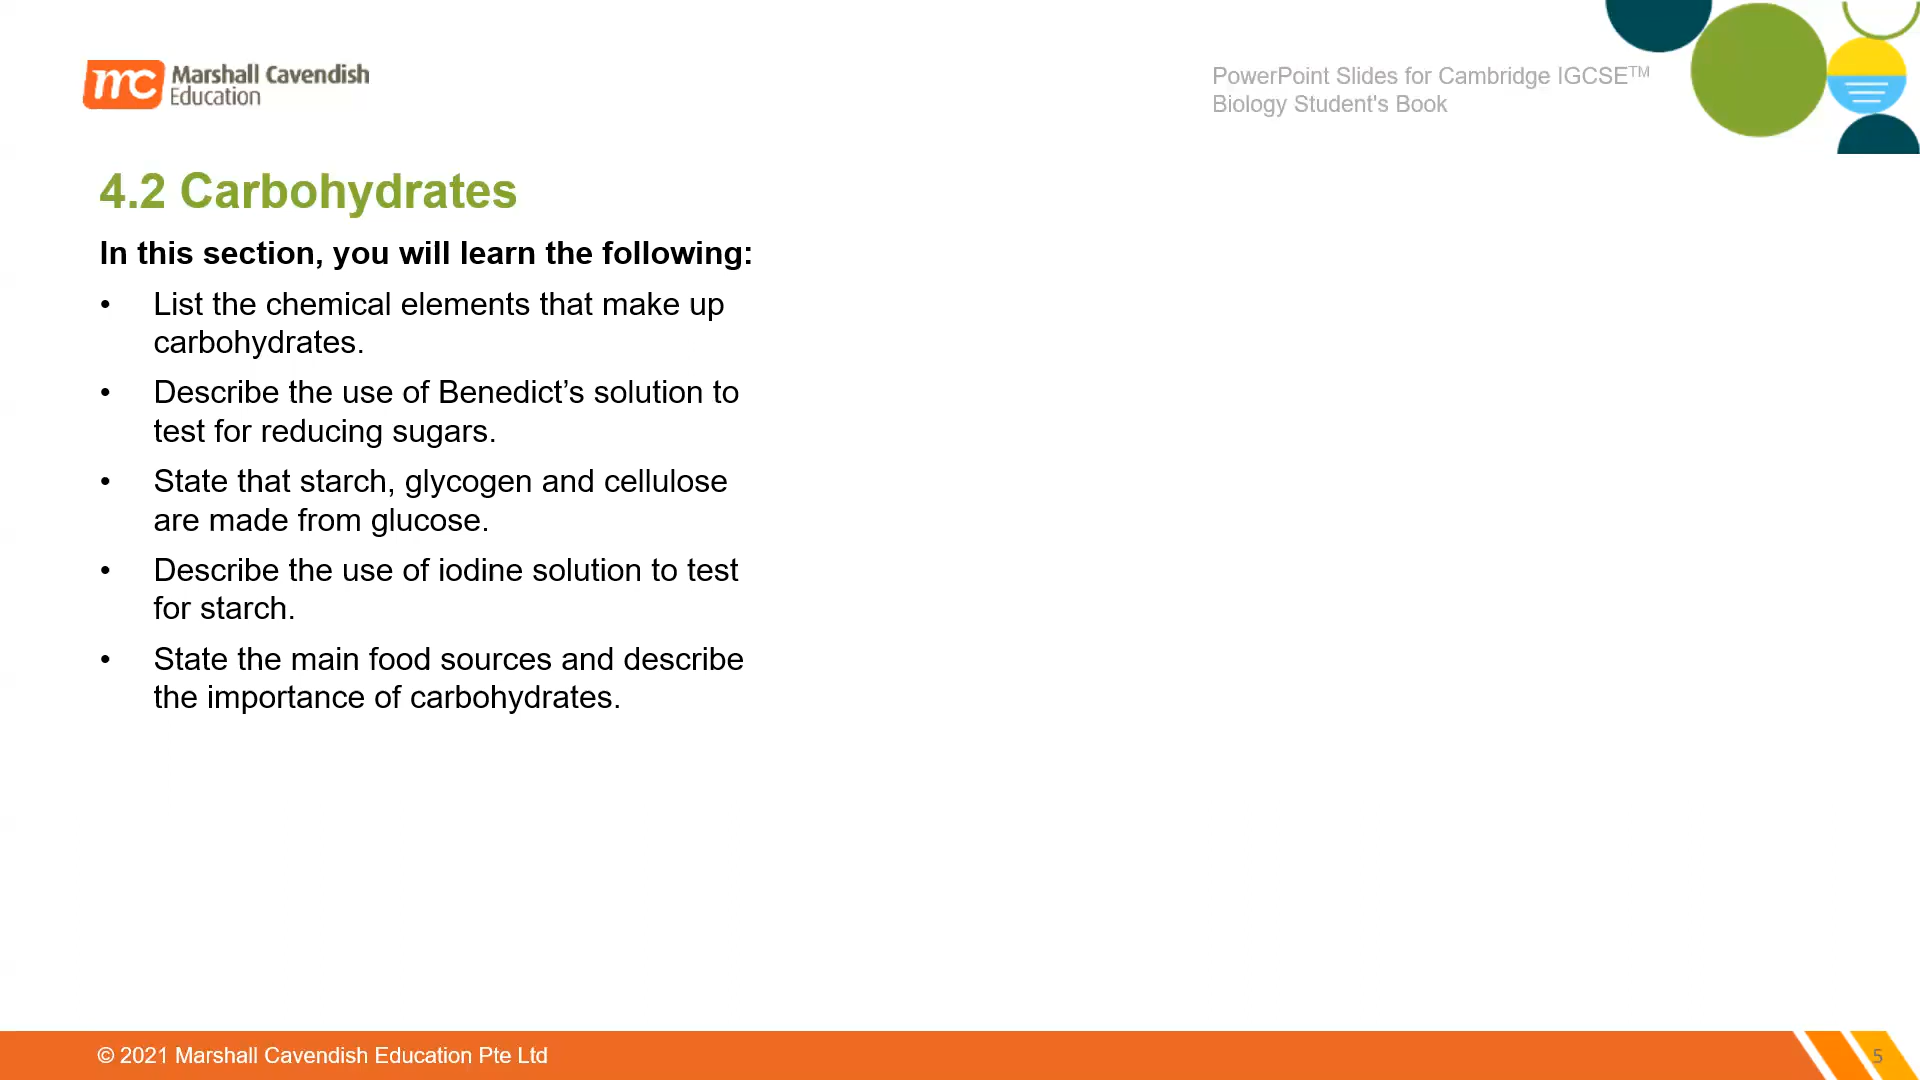 mc Marshall Cavendish
Education
PowerPoint Slides for Cambridge IGCSE™
Biology Student's Book
4.2 Carbohydrates
In this section, you will learn the following:
• List the chemical elements that make up
carbohydrates.
• Describe the use of Benedict’s solution to
test for reducing sugars.
• State that starch, glycogen and cellulose
are made from glucose.
• Describe the use of iodine solution to test
for starch.
• State the main food sources and describe
the importance of carbohydrates.
© 2021 Marshall Cavendish Education Pte Ltd
5